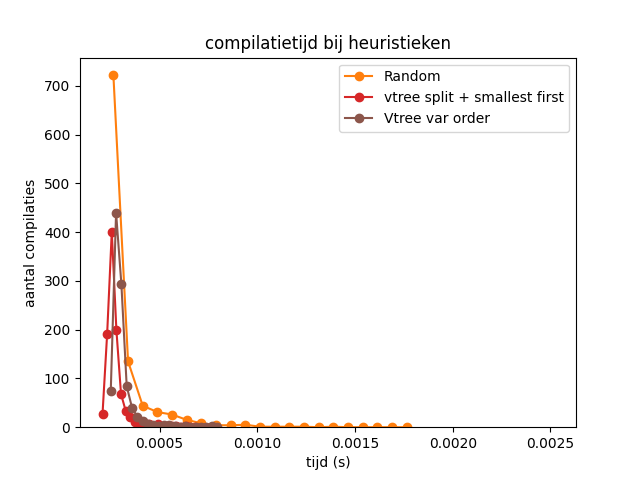 compilatietijd bij heuristieken
Random
vtree split + smallest first
Vtree var order
aantal compilaties
700
600
500
400
300
200
100
0
0.0005 0.0010 0.0015 0.0020 0.0025
tijd (s)